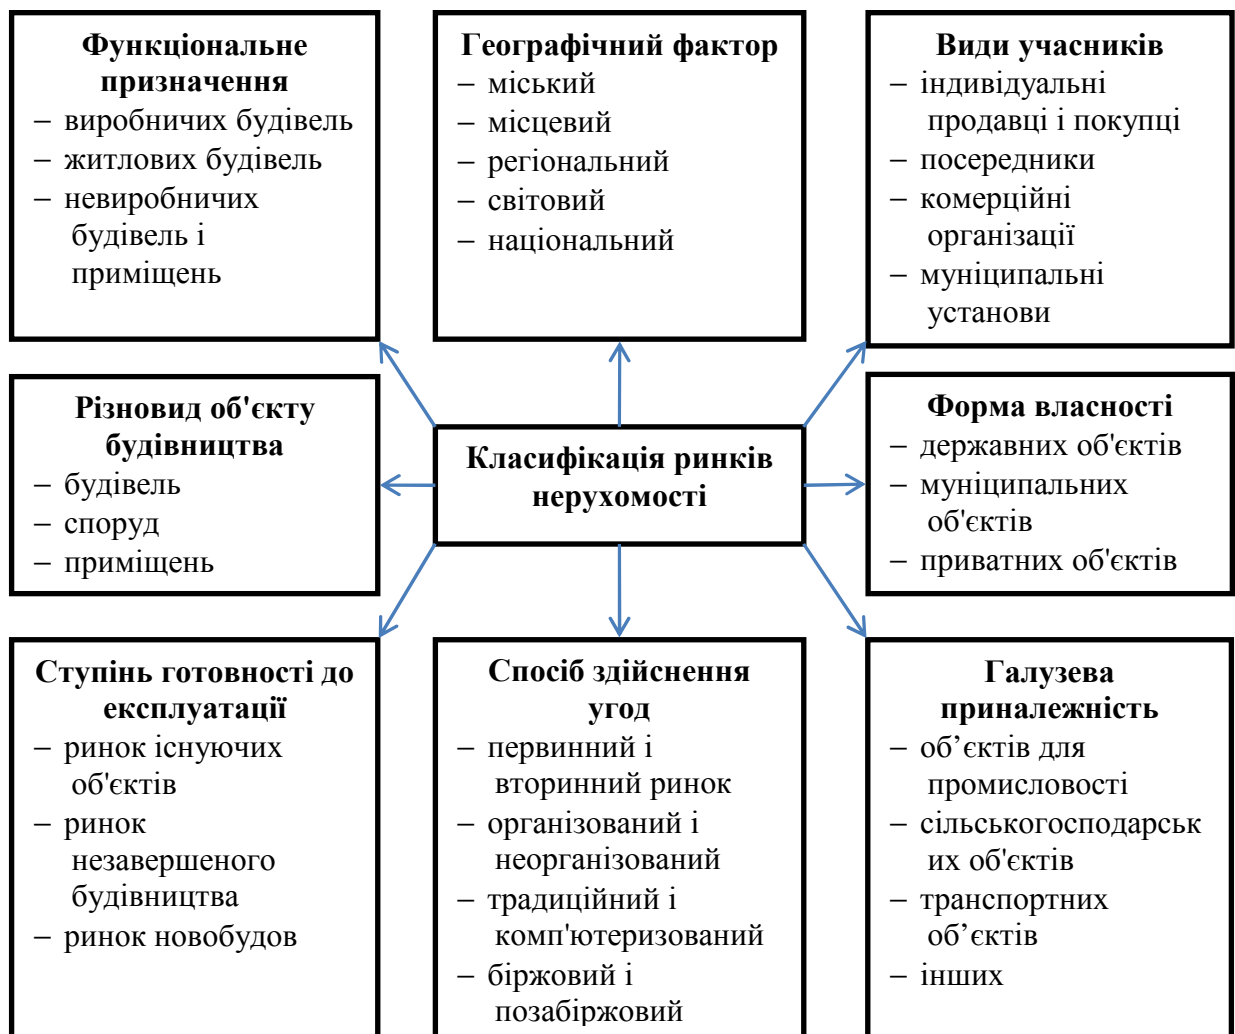 Функціональне
призначення
– виробничих будівель
– житлових будівель
– невиробничих
будівель і
приміщень
Географічний фактор
– міський
– місцевий
– регіональний
– світовий
– національний
Види учасників
– індивідуальні
продавці і покупці
– посередники
– комерційні
організації
– муніципальні
установи
Різновид об'єкту
будівництва
– будівель
– споруд
– приміщень
Класифікація ринків
нерухомості
Форма власності
– державних об'єктів
– муніципальних
об'єктів
– приватних об'єктів
Ступінь готовності до
експлуатації
– ринок існуючих
об'єктів
– ринок
незавершеного
будівництва
– ринок новобудов
Спосіб здійснення
угод
– первинний і
вторинний ринок
– організований і
неорганізований
– традиційний і
комп'ютеризований
– біржовий і
позабіржовий
Галузева
приналежність
– об’єктів для
промисловості
– сільськогосподарськ
их об'єктів
– транспортних
об’єктів
– інших